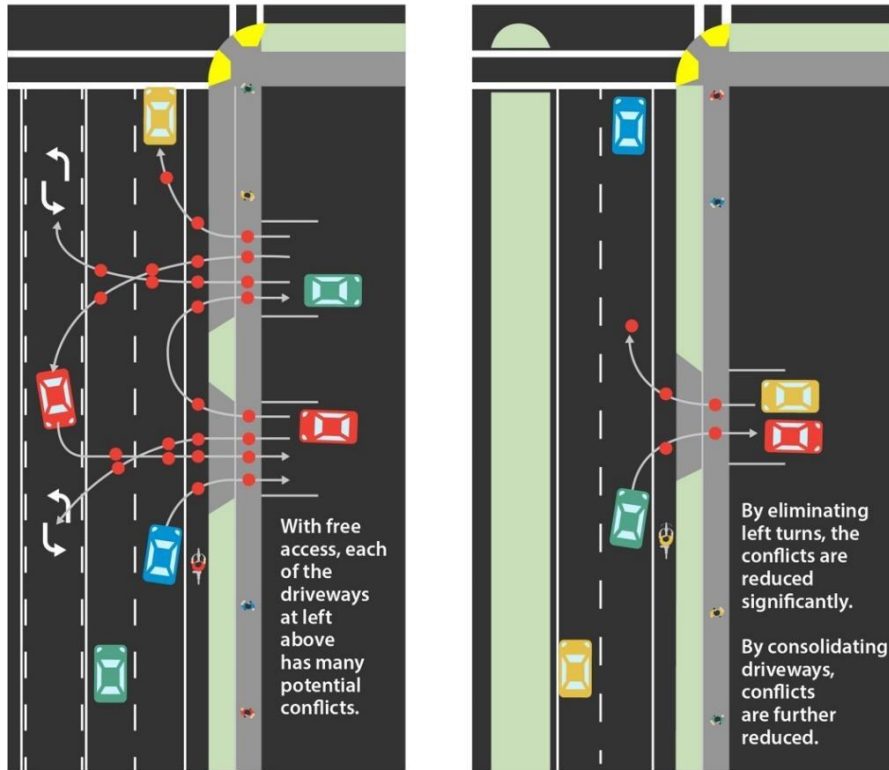 With free
access, each
of the
driveways
at left
above
has many
potential
conflicts.
By eliminating
left turns, the
conflicts are
reduced
significantly.
By consolidating
driveways,
conflicts
are further
reduced.